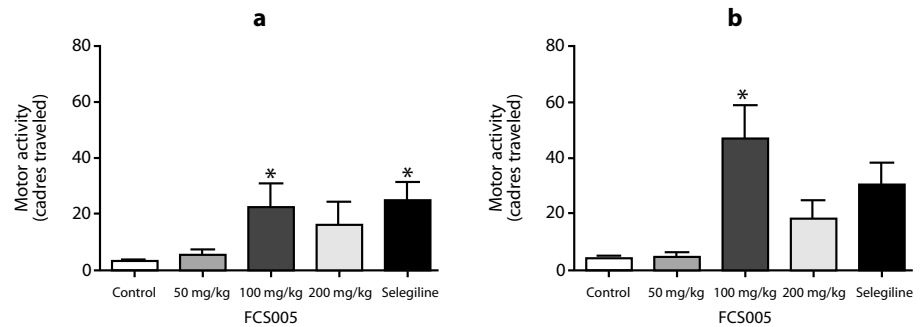 a
Motor activity
(cadres traveled)
80
60
40
20
0
*
*
Control 50 mg/kg 100 mg/kg 200 mg/kg Selegiline
FCS005
b
Motor activity
(cadres traveled)
80
60
40
20
0
*
Control 50 mg/kg 100 mg/kg 200 mg/kg Selegiline
FCS005